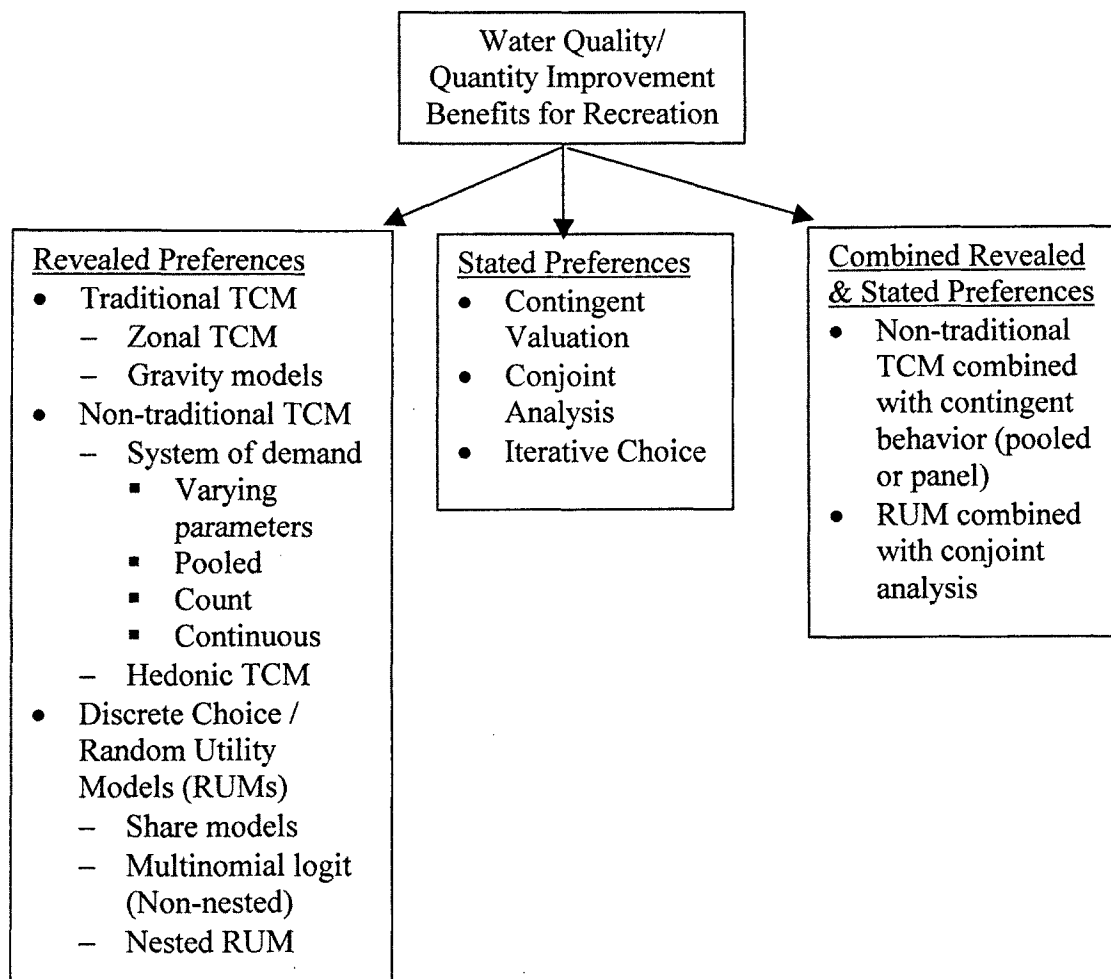 Water Quality/
Quantity Improvement
Benefits for Recreation
Revealed Preferences
• Traditional TCM
– Zonal TCM
– Gravity models
• Non-traditional TCM
– System of demand
▪ Varying
parameters
▪ Pooled
▪ Count
▪ Continuous
– Hedonic TCM
• Discrete Choice /
Random Utility
Models (RUMs)
– Share models
– Multinomial logit
(Non-nested)
– Nested RUM
Stated Preferences
• Contingent
Valuation
• Conjoint
Analysis
• Iterative Choice
Combined Revealed
& Stated Preferences
• Non-traditional
TCM combined
with contingent
behavior (pooled
or panel)
• RUM combined
with conjoint
analysis